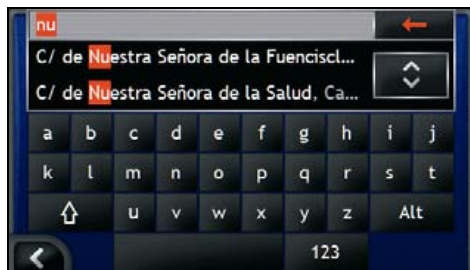 nu
C/ de Nuestra Señora de la Fuenciscl...
C/ de Nuestra Señora de la Salud, Ca...
a b c d e f g h i j
k l m n o p q r s t
u v w x y z Alt
123